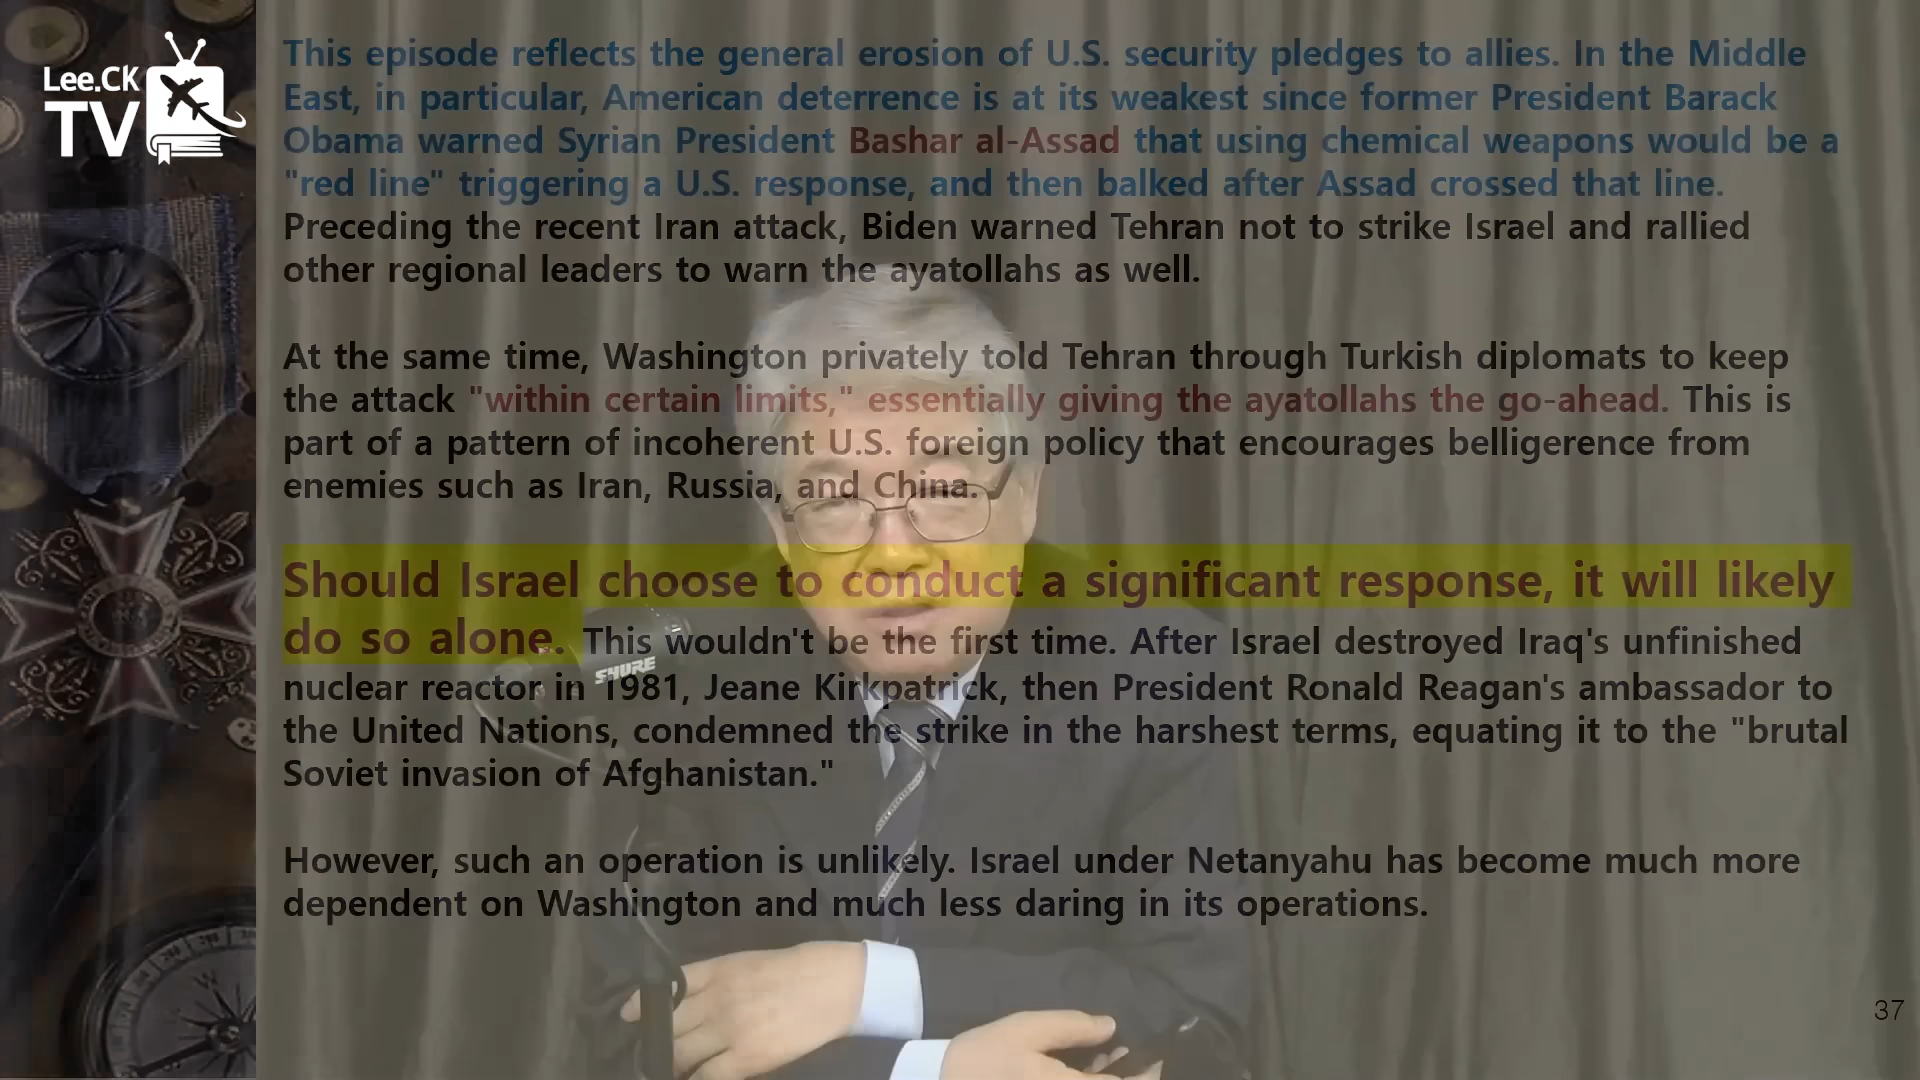 Lee.CK
TV
This episode reflects the general erosion of U.S. security pledges to allies. In the Middle
East, in particular, American deterrence is at its weakest since former President Barack
Obama warned Syrian President Bashar al-Assad that using chemical weapons would be a
"red line" triggering a U.S. response, and then balked after Assad crossed that line.
Preceding the recent Iran attack, Biden warned Tehran not to strike Israel and rallied
other regional leaders to warn the ayatollahs as well.
At the same time, Washington privately told Tehran through Turkish diplomats to keep
the attack "within certain limits," essentially giving the ayatollahs the go-ahead. This is
part of a pattern of incoherent U.S. foreign policy that encourages belligerence from
enemies such as Iran, Russia, and China.
Should Israel choose to conduct a significant response, it will likely
do so alone. This wouldn't be the first time. After Israel destroyed Iraq's unfinished
SHURE
nuclear reactor in 1981, Jeane Kirkpatrick, then President Ronald Reagan's ambassador to
the United Nations, condemned the strike in the harshest terms, equating it to the "brutal
Soviet invasion of Afghanistan."
However, such an operation is unlikely. Israel under Netanyahu has become much more
dependent on Washington and much less daring in its operations.
37